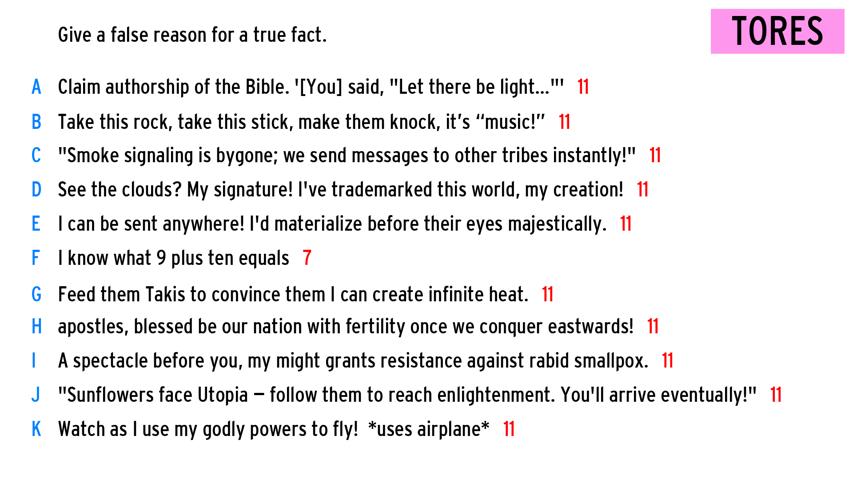 Give a false reason for a true fact.
TORES
A Claim authorship of the Bible. '[You] said, "Let there be light..."' 11
B Take this rock, take this stick, make them knock, it's “music!” 11
C "Smoke signaling is bygone; we send messages to other tribes instantly!" 11
D See the clouds? My signature! I've trademarked this world, my creation! 11
E I can be sent anywhere! I'd materialize before their eyes majestically. 11
F I know what 9 plus ten equals 7
G Feed them Takis to convince them I can create infinite heat. 11
H apostles, blessed be our nation with fertility once we conquer eastwards! 11
I A spectacle before you, my might grants resistance against rabid smallpox. 11
J "Sunflowers face Utopia – follow them to reach enlightenment. You'll arrive eventually!" 11
K Watch as I use my godly powers to fly! *uses airplane* 11